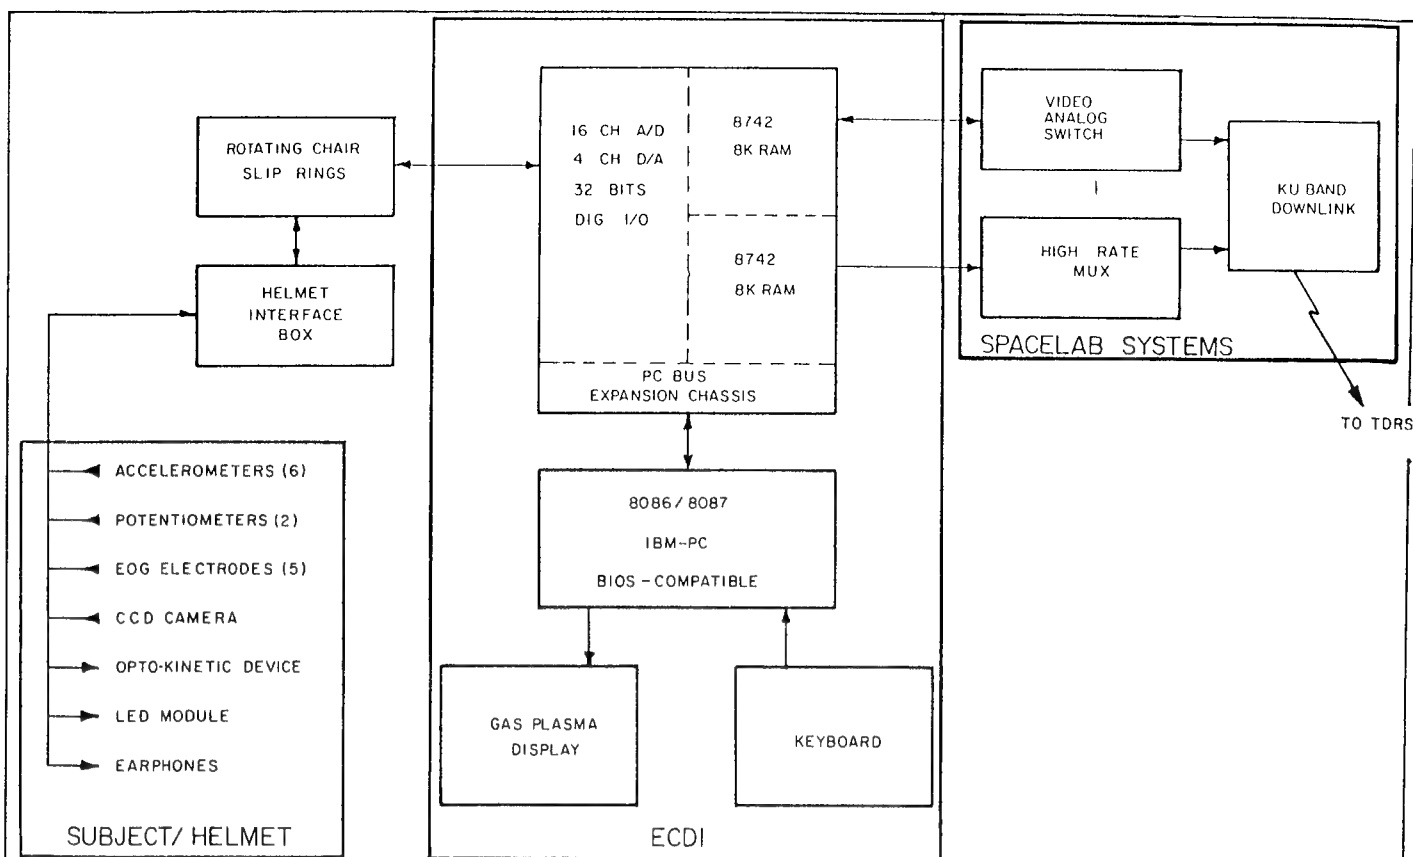 ROTATING CHAIR
SLIP RINGS
HELMET
INTERFACE
BOX
ACCELEROMETERS (6)
POTENTIOMETERS (2)
EOG ELECTRODES (5)
CCD CAMERA
OPTO-KINETIC DEVICE
LED MODULE
EARPHONES
SUBJECT/ HELMET
16 CH A/D
4 CH D/A
32 BITS
DIG I/O
8742
8K RAM
8742
8K RAM
PC BUS
EXPANSION CHASSIS
8086/8087
IBM-PC
BIOS-COMPATIBLE
GAS PLASMA
DISPLAY
KEYBOARD
ECDI
VIDEO
ANALOG
SWITCH
HIGH RATE
MUX
KU BAND
DOWNLINK
SPACELAB SYSTEMS
TO TDRS